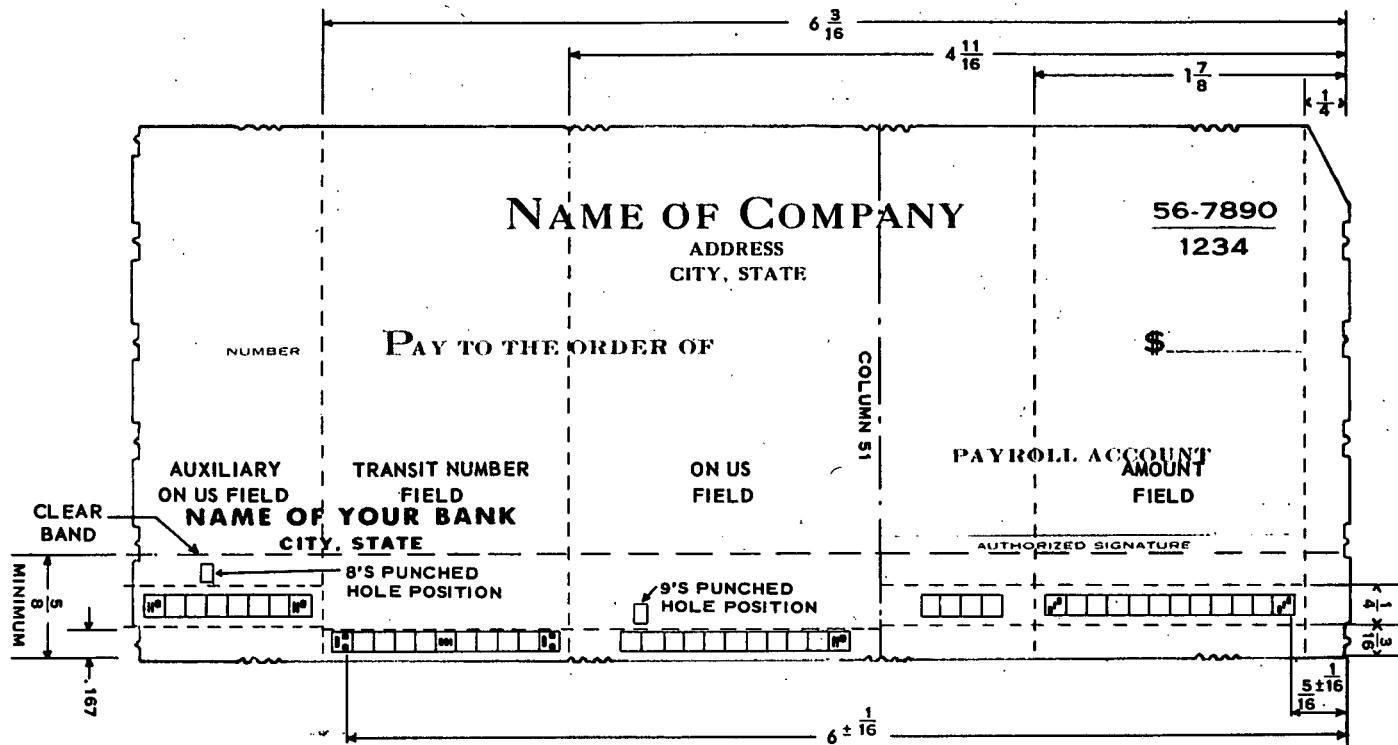 6 3/16
4 11/16
1 7/8
1/4
NAME OF COMPANY
ADDRESS
CITY, STATE
56-7890
1234
NUMBER
PAY TO THE ORDER OF
$
COLUMN 51
PAYROLL ACCOUNT
AUXILIARY
ON US FIELD
TRANSIT NUMBER
FIELD
ON US
FIELD
AMOUNT
FIELD
CLEAR
BAND
NAME OF YOUR BANK
CITY, STATE
AUTHORIZED SIGNATURE
8'S PUNCHED
HOLE POSITION
9'S PUNCHED
HOLE POSITION
5/8
MINIMUM
1/4
3/16
.167
5/16 ± 1/16
6 ± 1/16